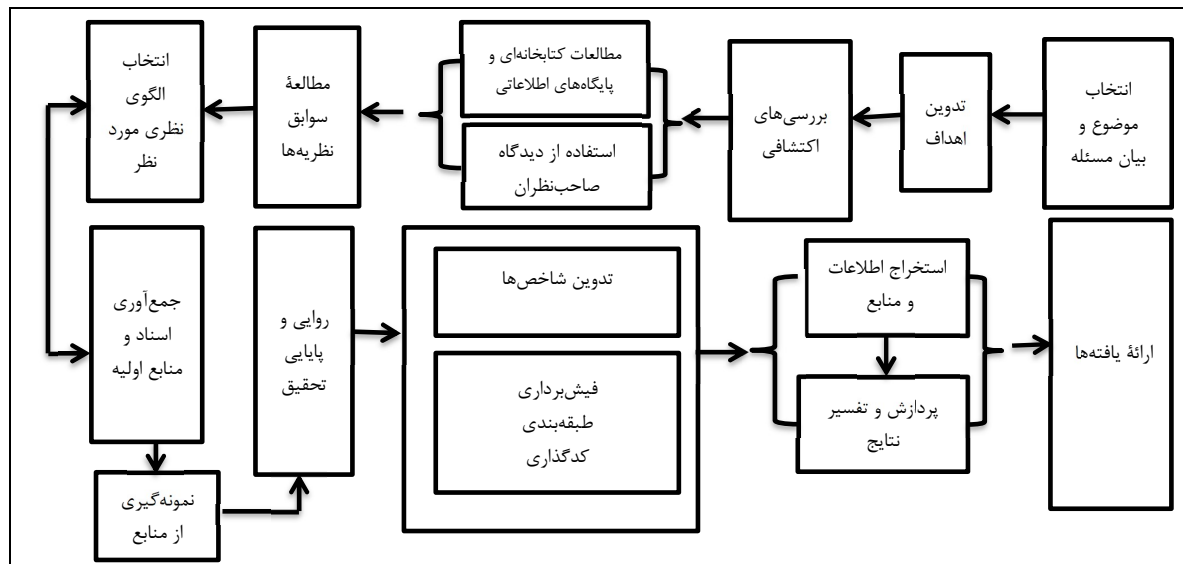 انتخاب
موضوع و
بیان مسئله
تدوین
اهداف
بررسی‌های
اکتشافی
مطالعات کتابخانه‌ای و
پایگاه‌های اطلاعاتی
استفاده از دیدگاه
صاحب‌نظران
مطالعۀ
سوابق
نظریه‌ها
انتخاب
الگوی
نظری مورد
نظر
جمع‌آوری
اسناد و
منابع اولیه
نمونه‌گیری
از منابع
روایی و
پایایی
تحقیق
تدوین شاخص‌ها
فیش‌برداری
طبقه‌بندی
کدگذاری
استخراج اطلاعات
و منابع
پردازش و تفسیر
نتایج
ارائۀ یافته‌ها